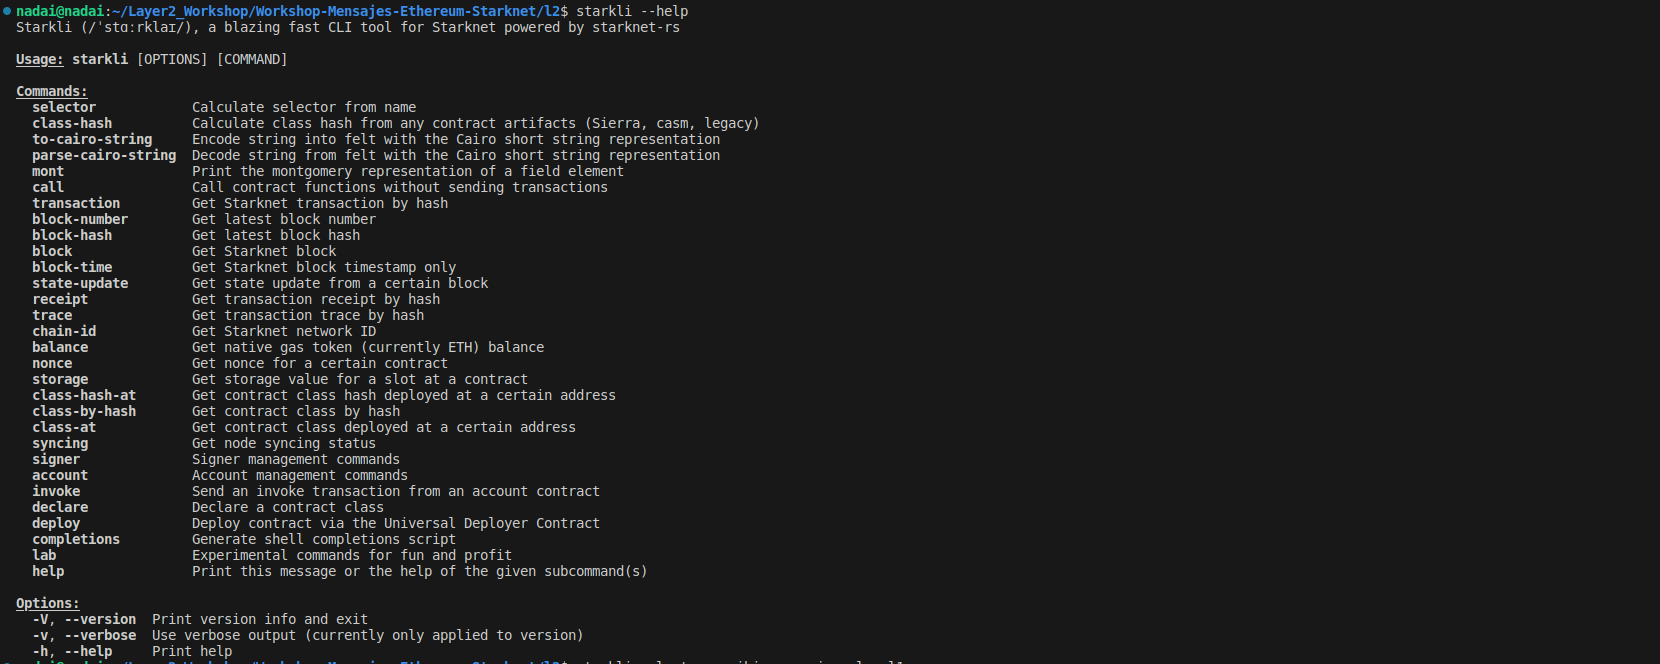 nadai@nadai:~/Layer2_Workshop/Workshop-Mensajes-Ethereum-Starknet/l2$ starkli --help
Starkli (/ˈstɑːrklaɪ/), a blazing fast CLI tool for Starknet powered by starknet-rs
Usage: starkli [OPTIONS] [COMMAND]
Commands:
selector Calculate selector from name
class-hash Calculate class hash from any contract artifacts (Sierra, casm, legacy)
to-cairo-string Encode string into felt with the Cairo short string representation
parse-cairo-string Decode string from felt with the Cairo short string representation
mont Print the montgomery representation of a field element
call Call contract functions without sending transactions
transaction Get Starknet transaction by hash
block-number Get latest block number
block-hash Get latest block hash
block Get Starknet block
block-time Get Starknet block timestamp only
state-update Get state update from a certain block
receipt Get transaction receipt by hash
trace Get transaction trace by hash
chain-id Get Starknet network ID
balance Get native gas token (currently ETH) balance
nonce Get nonce for a certain contract
storage Get storage value for a slot at a contract
class-hash-at Get contract class hash deployed at a certain address
class-by-hash Get contract class by hash
class-at Get contract class deployed at a certain address
syncing Get node syncing status
signer Signer management commands
account Account management commands
invoke Send an invoke transaction from an account contract
declare Declare a contract class
deploy Deploy contract via the Universal Deployer Contract
completions Generate shell completions script
lab Experimental commands for fun and profit
help Print this message or the help of the given subcommand(s)
Options:
-V, --version Print version info and exit
-v, --verbose Use verbose output (currently only applied to version)
-h, --help Print help